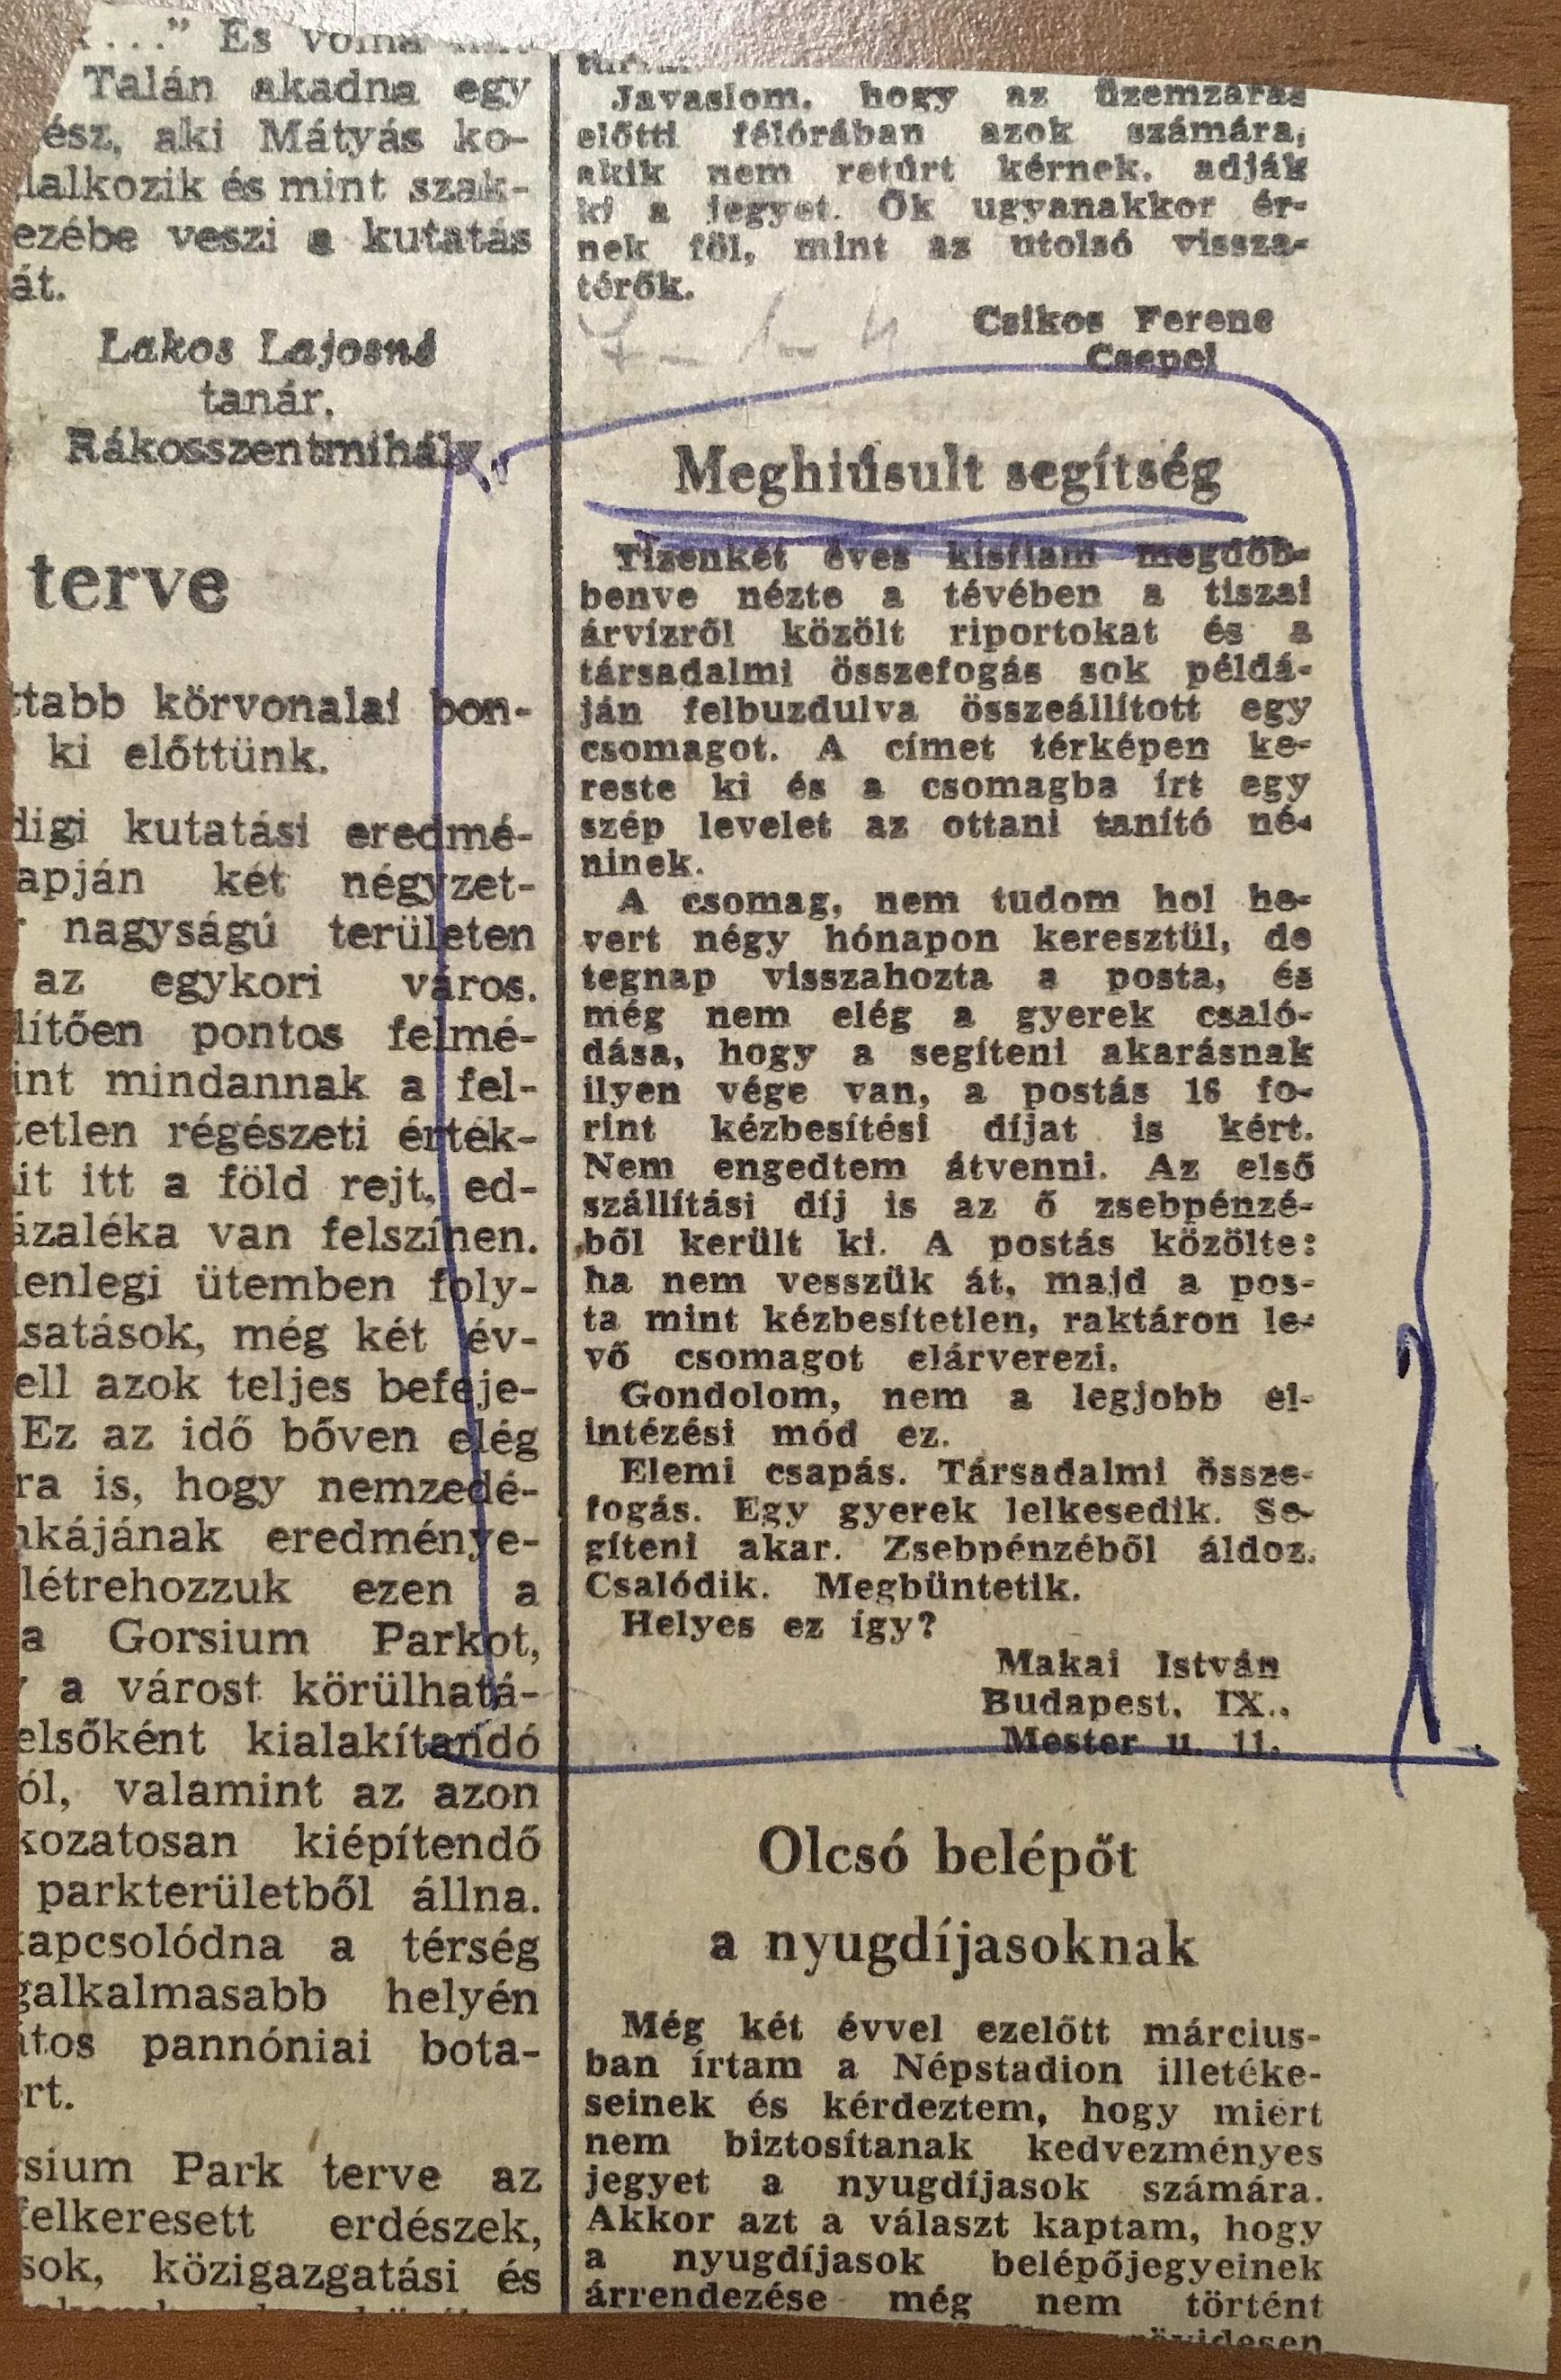 ..." És volna
Talán akadna egy
ész, aki Mátyás ko-
lalkozik és mint szak-
ezébe veszi a kutatás
át.
Lakos Lajosné
tanár,
Rákosszentmihály
terve
ttabb körvonalai bon-
ki előttünk.
digi kutatási eredmé-
apján két négyzet-
nagyságú területen
az egykori város.
lítően pontos felmé-
int mindannak a fel-
tetlen régészeti érték-
it itt a föld rejt, ed-
ázaléka van felszínen.
lenlegi ütemben foly-
satások, még két év-
ell azok teljes befeje-
Ez az idő bőven elég
ra is, hogy nemzedé-
nkájának eredménye-
létrehozzuk ezen a
a Gorsium Parkot,
a várost körülhatá-
elsőként kialakítandó
ól, valamint az azon
kozatosan kiépítendő
parkterületből állna.
kapcsolódna a térség
galkalmasabb helyén
átos pannóniai bota-
ert.
sium Park terve az
felkeresett erdészek,
sok, közigazgatási és
Javaslom, hogy az üzemzárás
előtti félórában azok számára,
akik nem retúrt kérnek, adják
ki a jegyet. Ők ugyanakkor ér-
nek föl, mint az utolsó vissza-
térők.
Csikos Ferenc
Csepel
Meghiúsult segítség
Tizenkét éves kisfiam megdöb-
benve nézte a tévében a tiszai
árvízről közölt riportokat és a
társadalmi összefogás sok példá-
ján felbuzdulva összeállított egy
csomagot. A címet térképen ke-
reste ki és a csomagba írt egy
szép levelet az ottani tanító né-
ninek.
A csomag, nem tudom hol he-
vert négy hónapon keresztül, de
tegnap visszahozta a posta, és
még nem elég a gyerek csaló-
dása, hogy a segíteni akarásnak
ilyen vége van, a postás 16 fo-
rint kézbesítési díjat is kért.
Nem engedtem átvenni. Az első
szállítási díj is az ő zsebpénzé-
ből került ki. A postás közölte:
ha nem vesszük át, majd a pos-
ta mint kézbesítetlen, raktáron le-
vő csomagot elárverezi.
Gondolom, nem a legjobb el-
intézési mód ez.
Elemi csapás. Társadalmi össze-
fogás. Egy gyerek lelkesedik. Se-
gíteni akar. Zsebpénzéből áldoz.
Csalódik. Megbüntetik.
Helyes ez így?
Makai István
Budapest, IX.,
Mester u. 11.
Olcsó belépőt
a nyugdíjasoknak
Még két évvel ezelőtt március-
ban írtam a Népstadion illetéke-
seinek és kérdeztem, hogy miért
nem biztosítanak kedvezményes
jegyet a nyugdíjasok számára.
Akkor azt a választ kaptam, hogy
a nyugdíjasok belépőjegyeinek
árrendezése még nem történt